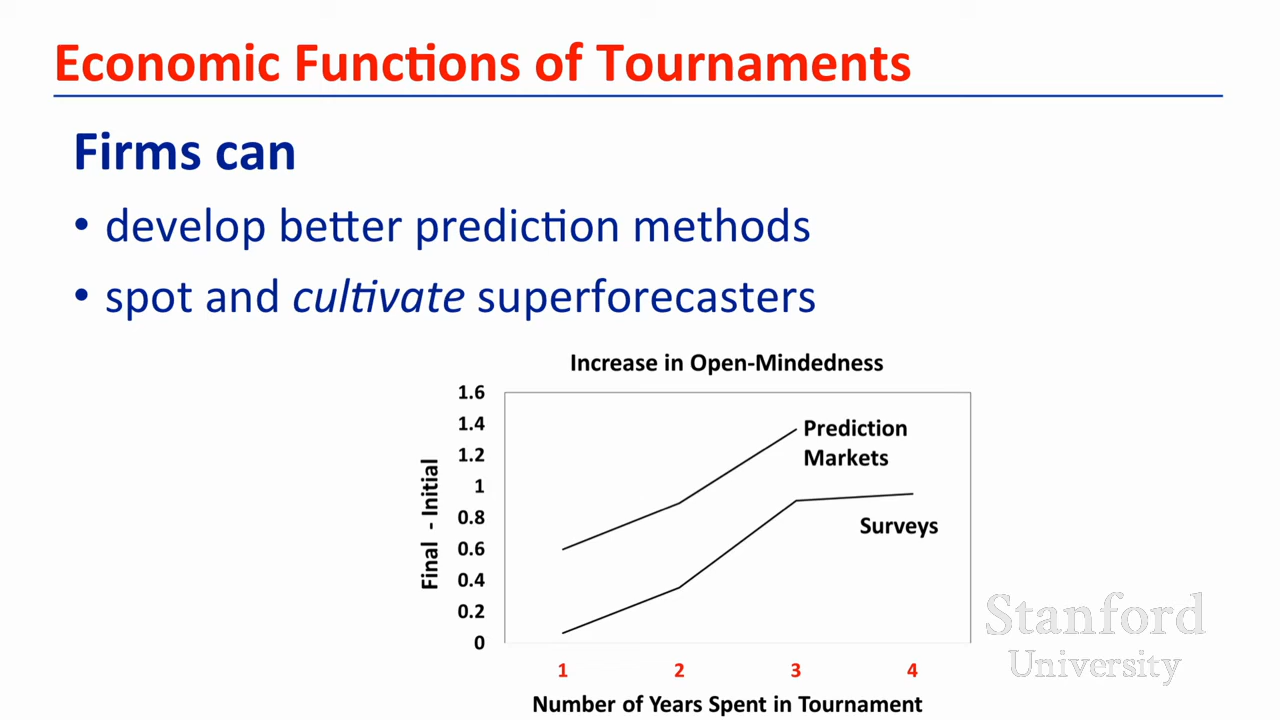 Economic Functions of Tournaments
Firms can
• develop better prediction methods
• spot and cultivate superforecasters
Increase in Open-Mindedness
1.6
1.4
1.2
1
0.8
0.6
0.4
0.2
0
Final - Initial
Prediction
Markets
Surveys
1 2 3 4
Number of Years Spent in Tournament
Stanford
University